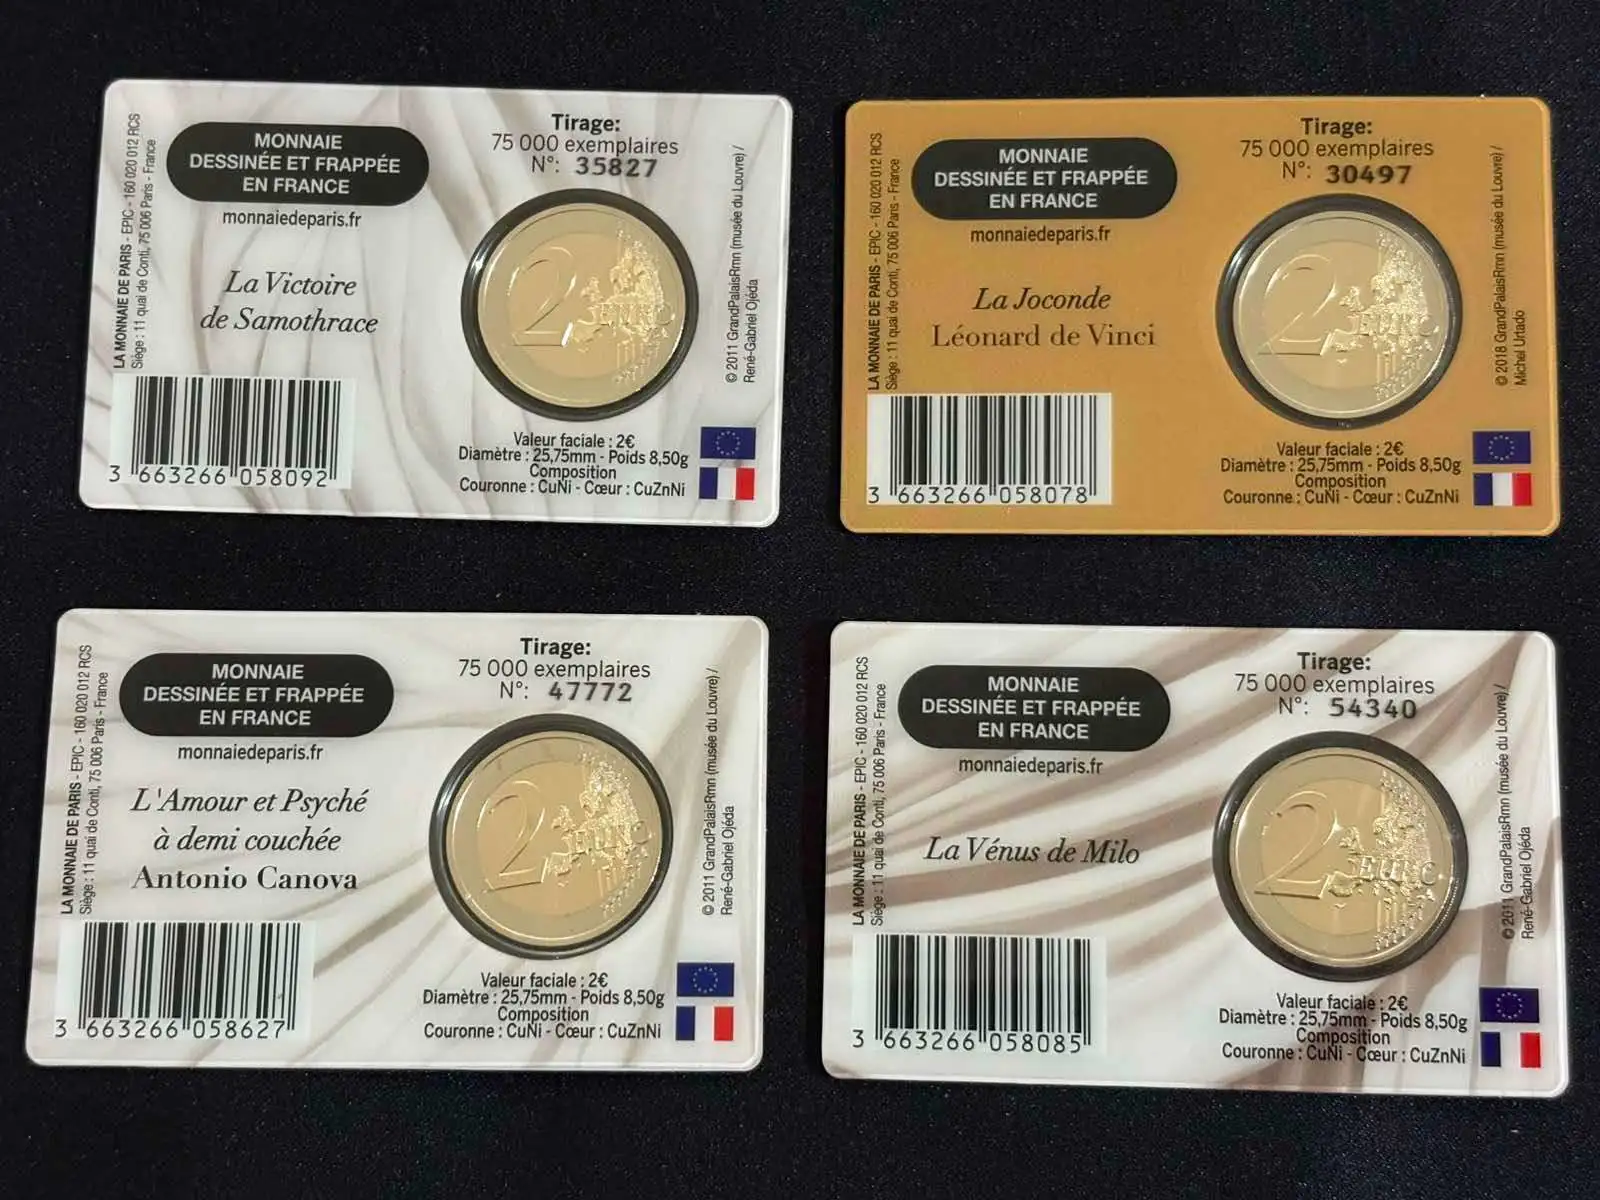 MONNAIE
DESSINÉE ET FRAPPÉE
EN FRANCE
monnaiedeparis.fr
La Victoire
de Samothrace
LA MONNAIE DE PARIS - EPIC - 160 020 012 RCS
Siège : 11 quai de Conti, 75 006 Paris - France
3 663266 058092
Tirage:
75 000 exemplaires
N°: 35827
2 EURO
Valeur faciale : 2€
Diamètre : 25,75mm - Poids 8,50g
Composition
Couronne : CuNi - Cœur : CuZnNi
© 2011 GrandPalaisRmn (musée du Louvre) /
René-Gabriel Ojéda
MONNAIE
DESSINÉE ET FRAPPÉE
EN FRANCE
monnaiedeparis.fr
La Joconde
Léonard de Vinci
LA MONNAIE DE PARIS - EPIC - 160 020 012 RCS
Siège : 11 quai de Conti, 75 006 Paris - France
3 663266 058078
Tirage:
75 000 exemplaires
N°: 30497
2 EURO
Valeur faciale : 2€
Diamètre : 25,75mm - Poids 8,50g
Composition
Couronne : CuNi - Cœur : CuZnNi
© 2018 GrandPalaisRmn (musée du Louvre) /
Michel Urtado
MONNAIE
DESSINÉE ET FRAPPÉE
EN FRANCE
monnaiedeparis.fr
L'Amour et Psyché
à demi couchée
Antonio Canova
LA MONNAIE DE PARIS - EPIC - 160 020 012 RCS
Siège : 11 quai de Conti, 75 006 Paris - France
3 663266 058627
Tirage:
75 000 exemplaires
N°: 47772
2 EURO
Valeur faciale : 2€
Diamètre : 25,75mm - Poids 8,50g
Composition
Couronne : CuNi - Cœur : CuZnNi
© 2011 GrandPalaisRmn (musée du Louvre) /
René-Gabriel Ojéda
MONNAIE
DESSINÉE ET FRAPPÉE
EN FRANCE
monnaiedeparis.fr
La Vénus de Milo
LA MONNAIE DE PARIS - EPIC - 160 020 012 RCS
Siège : 11 quai de Conti, 75 006 Paris - France
3 663266 058085
Tirage:
75 000 exemplaires
N°: 54340
2 EURO
Valeur faciale : 2€
Diamètre : 25,75mm - Poids 8,50g
Composition
Couronne : CuNi - Cœur : CuZnNi
© 2011 GrandPalaisRmn (musée du Louvre) /
René-Gabriel Ojéda